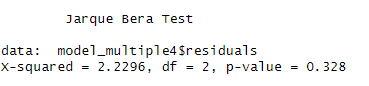 Jarque Bera Test
data:  model_multiple4$residuals
X-squared = 2.2296, df = 2, p-value = 0.328